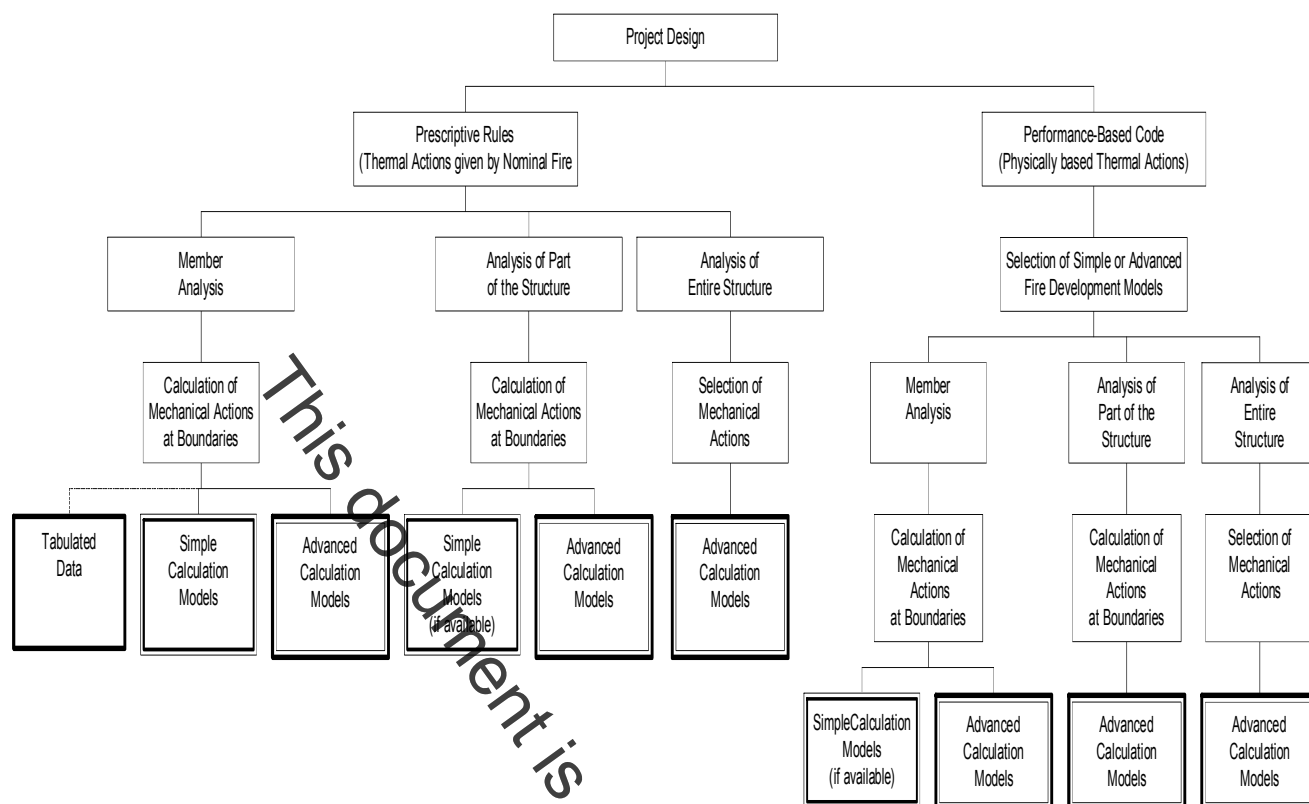 Project Design
Prescriptive Rules
(Thermal Actions given by Nominal Fire
Performance-Based Code
(Physically based Thermal Actions)
Member
Analysis
Analysis of Part
of the Structure
Analysis of
Entire Structure
Selection of Simple or Advanced
Fire Development Models
Calculation of
Mechanical Actions
at Boundaries
Calculation of
Mechanical Actions
at Boundaries
Selection of
Mechanical
Actions
Member
Analysis
Analysis of
Part of the
Structure
Analysis of
Entire
Structure
Tabulated
Data
Simple
Calculation
Models
Advanced
Calculation
Models
Simple
Calculation
Models
(if available)
Advanced
Calculation
Models
Advanced
Calculation
Models
Calculation of
Mechanical
Actions
at Boundaries
Calculation of
Mechanical
Actions
at Boundaries
Selection of
Mechanical
Actions
SimpleCalculation
Models
(if available)
Advanced
Calculation
Models
Advanced
Calculation
Models
Advanced
Calculation
Models
This document is